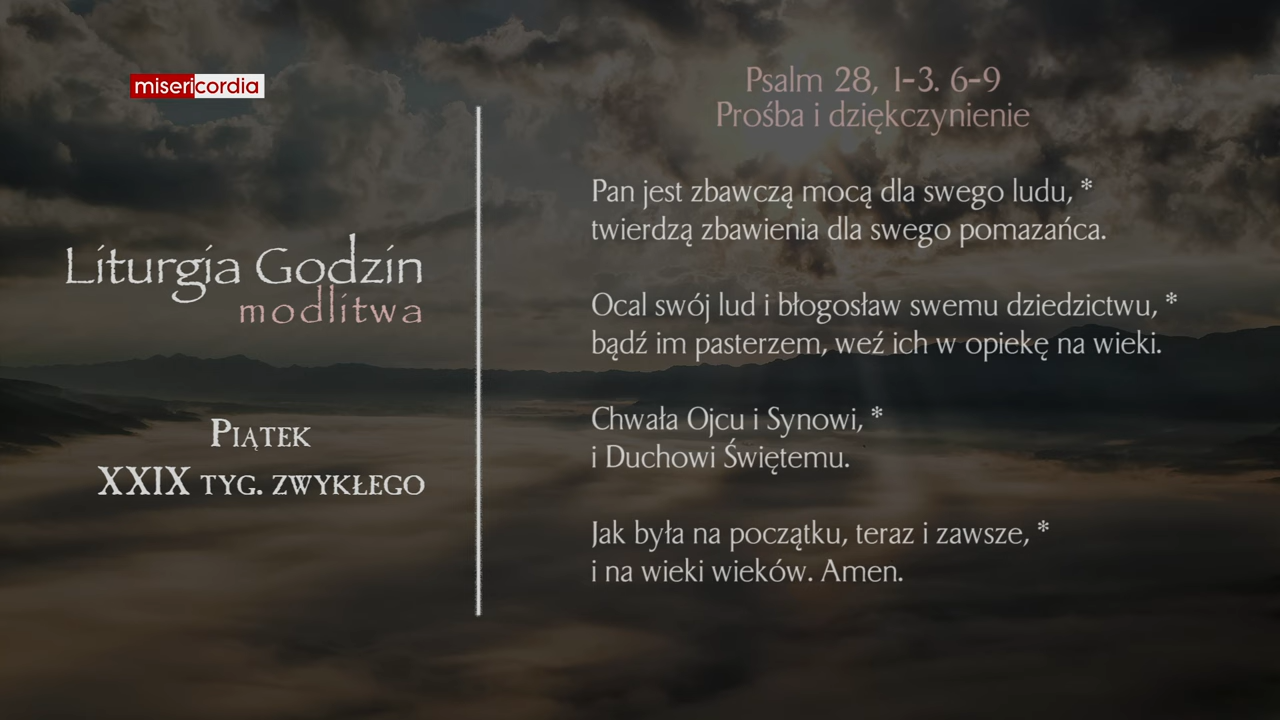 misericordia
Liturgia Godzin
modlitwa
Piątek
XXIX tyg. zwykłego
Psalm 28, 1-3. 6-9
Prośba i dziękczynienie
Pan jest zbawczą mocą dla swego ludu, *
twierdzą zbawienia dla swego pomazańca.
Ocal swój lud i błogosław swemu dziedzictwu, *
bądź im pasterzem, weź ich w opiekę na wieki.
Chwała Ojcu i Synowi, *
i Duchowi Świętemu.
Jak była na początku, teraz i zawsze, *
i na wieki wieków. Amen.